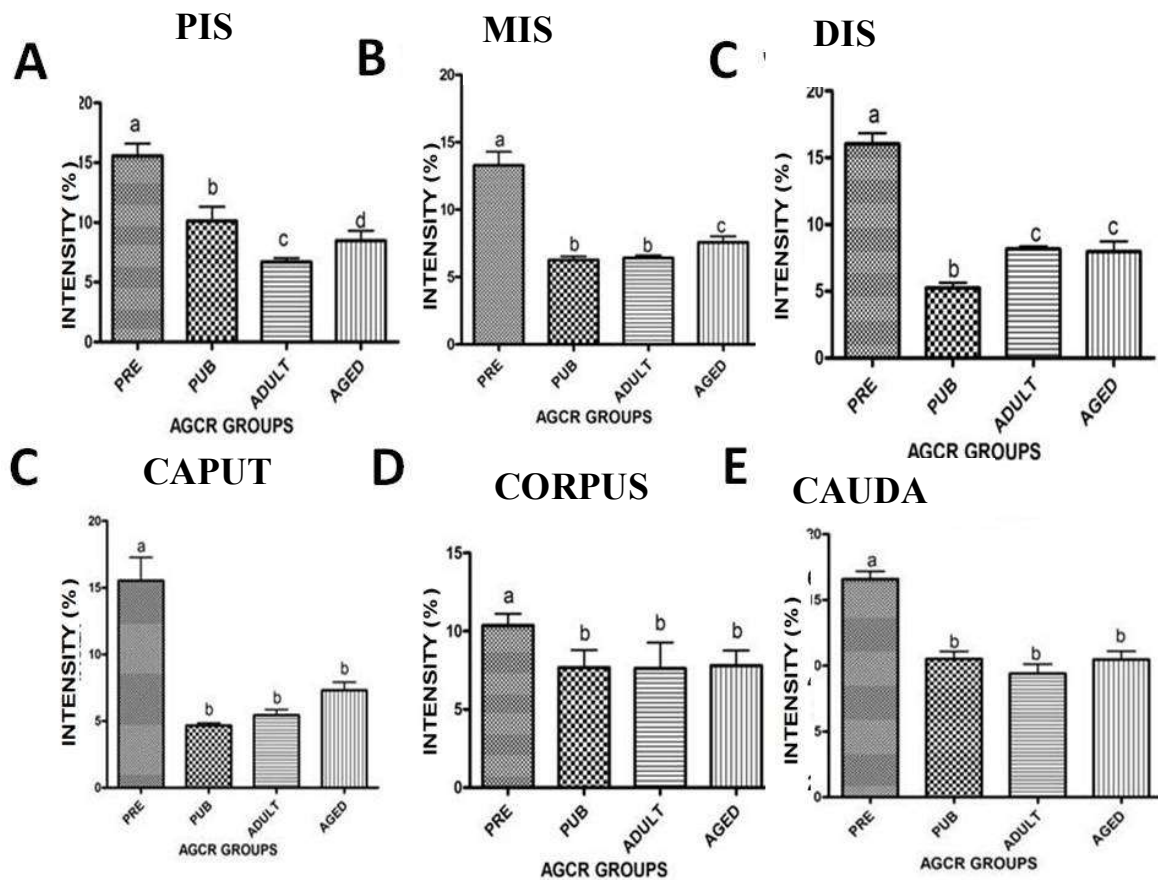 PIS
A
20
15
10
5
0
INTENSITY (%)
a
b
c
d
PRE
PUB
ADULT
AGED
AGCR GROUPS
MIS
B
20
15
10
5
0
INTENSITY (%)
a
b
b
c
PRE
PUB
ADULT
AGED
AGCR GROUPS
DIS
C
20
15
10
5
0
INTENSITY (%)
a
b
c
c
PRE
PUB
ADULT
AGED
AGCR GROUPS
CAPUT
C
20
15
10
5
0
INTENSITY (%)
a
b
b
b
PRE
PUB
ADULT
AGED
AGCR GROUPS
CORPUS
D
15
10
5
0
INTENSITY (%)
a
b
b
b
PRE
PUB
ADULT
AGED
AGCR GROUPS
CAUDA
E
20
15
0
5
0
INTENSITY (%)
a
b
b
b
PRE
PUB
ADULT
AGED
AGCR GROUPS